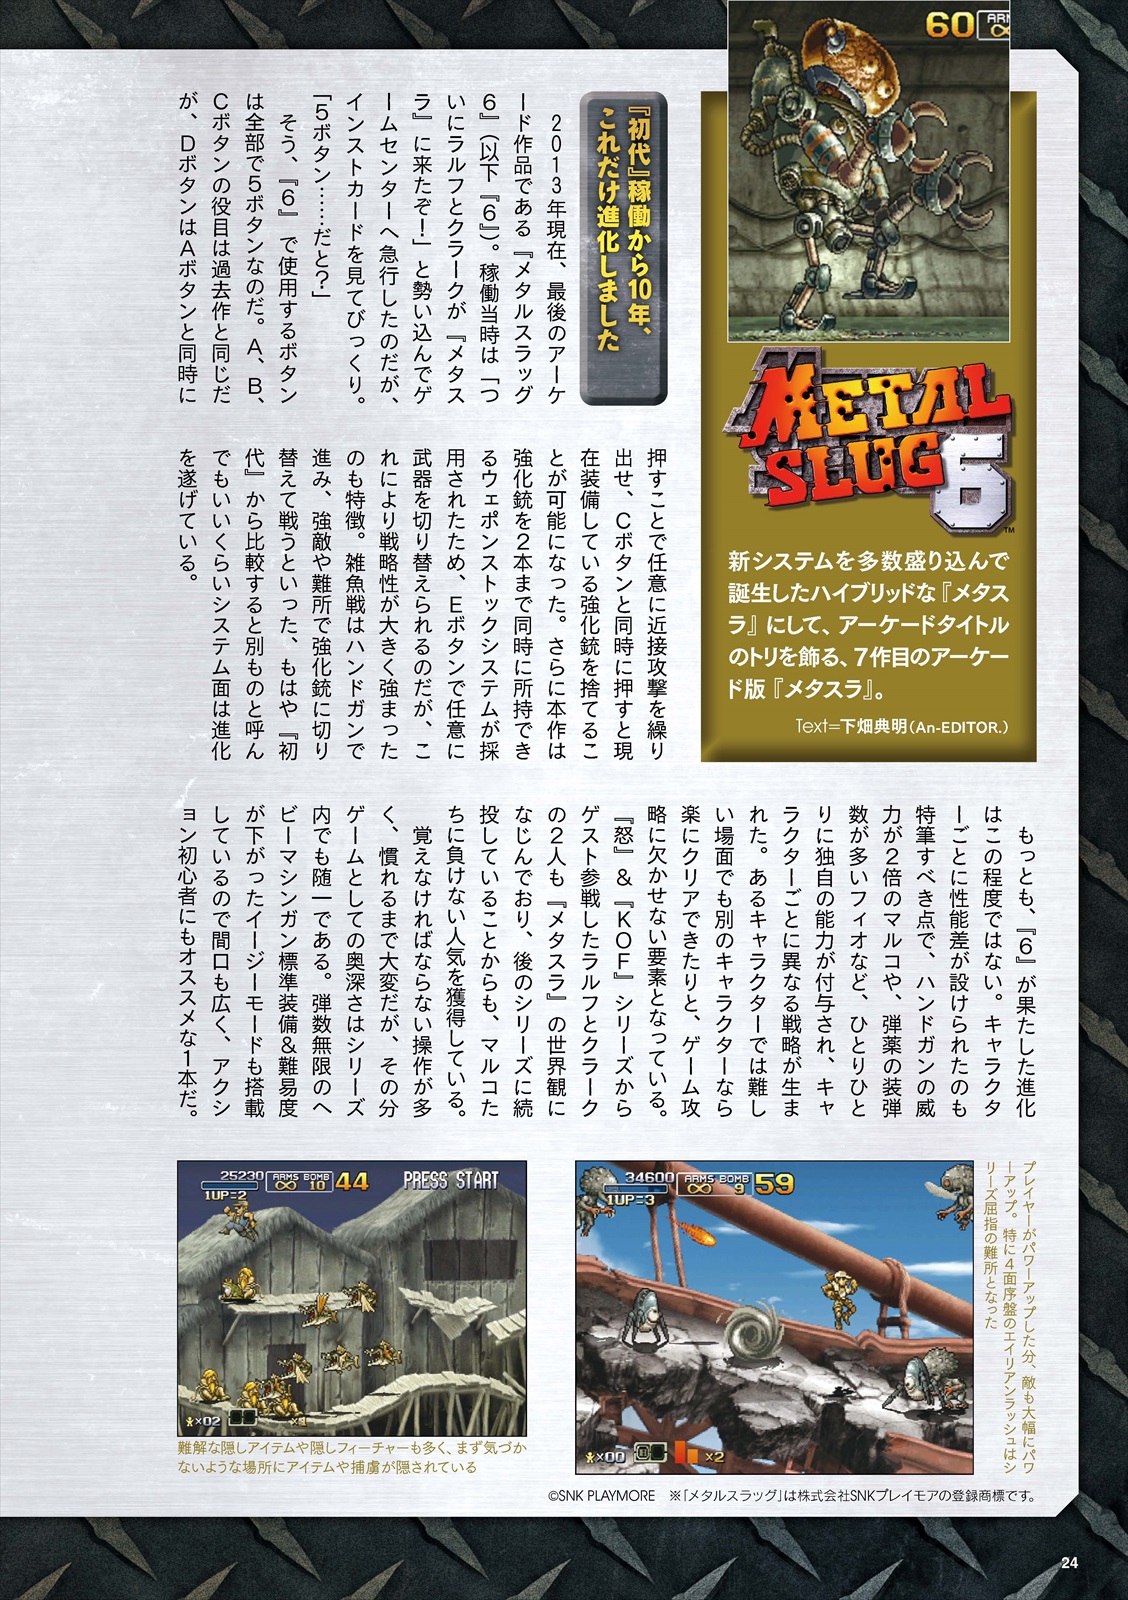 60
METAL
SLUG
6
™
新システムを多数盛り込んで
誕生したハイブリッドな『メタス
ラ』にして、アーケードタイトル
のトリを飾る、7作目のアーケー
ド版『メタスラ』。
Text=下畑典明(An-EDITOR.)
『初代』稼働から10年、
これだけ進化しました
2013年現在、最後のアーケ
ード作品である『メタルスラッグ
6』(以下『6』)。稼働当時は「つ
いにラルフとクラークが『メタス
ラ』に来たぞ！」と勢い込んでゲ
ームセンターへ急行したのだが、
インストカードを見てびっくり。
「5ボタン……だと？」
そう、『6』で使用するボタン
は全部で5ボタンなのだ。A、B、
Cボタンの役目は過去作と同じだ
が、DボタンはAボタンと同時に
押すことで任意に近接攻撃を繰り
出せ、Cボタンと同時に押すと現
在装備している強化銃を捨てるこ
とが可能になった。さらに本作は
強化銃を2本まで同時に所持でき
るウェポンストックシステムが採
用されたため、Eボタンで任意に
武器を切り替えられるのだが、こ
れにより戦略性が大きく強まった
のも特徴。雑魚戦はハンドガンで
進み、強敵や難所で強化銃に切り
替えて戦うといった、もはや『初
代』から比較すると別ものと呼ん
でもいいくらいシステム面は進化
を遂げている。
もっとも、『6』が果たした進化
はこの程度ではない。キャラクタ
ーごとに性能差が設けられたのも
特筆すべき点で、ハンドガンの威
力が2倍のマルコや、弾薬の装弾
数が多いフィオなど、ひとりひと
りに独自の能力が付与され、キャ
ラクターごとに異なる戦略が生ま
れた。あるキャラクターでは難し
い場面でも別のキャラクターなら
楽にクリアできたりと、ゲーム攻
略に欠かせない要素となっている。
『怒』&『KOF』シリーズから
ゲスト参戦したラルフとクラーク
の2人も『メタスラ』の世界観に
なじんでおり、後のシリーズに続
投していることからも、マルコた
ちに負けない人気を獲得している。
覚えなければならない操作が多
く、慣れるまで大変だが、その分
ゲームとしての奥深さはシリーズ
内でも随一である。弾数無限のヘ
ビーマシンガン標準装備&難易度
が下がったイージーモードも搭載
しているので間口も広く、アクシ
ョン初心者にもオススメな1本だ。
25230
ARMS BOMB
∞ 10
44
PRESS START
1UP=2
×02
×1
難解な隠しアイテムや隠しフィーチャーも多く、まず気づか
ないような場所にアイテムや捕虜が隠されている
34600
ARMS BOMB
∞ 9
59
1UP=3
×00
×2
プレイヤーがパワーアップした分、敵も大幅にパワ
ーアップ。特に4面序盤のエイリアンラッシュはシ
リーズ屈指の難所となった
©SNK PLAYMORE ※「メタルスラッグ」は株式会社SNKプレイモアの登録商標です。
24